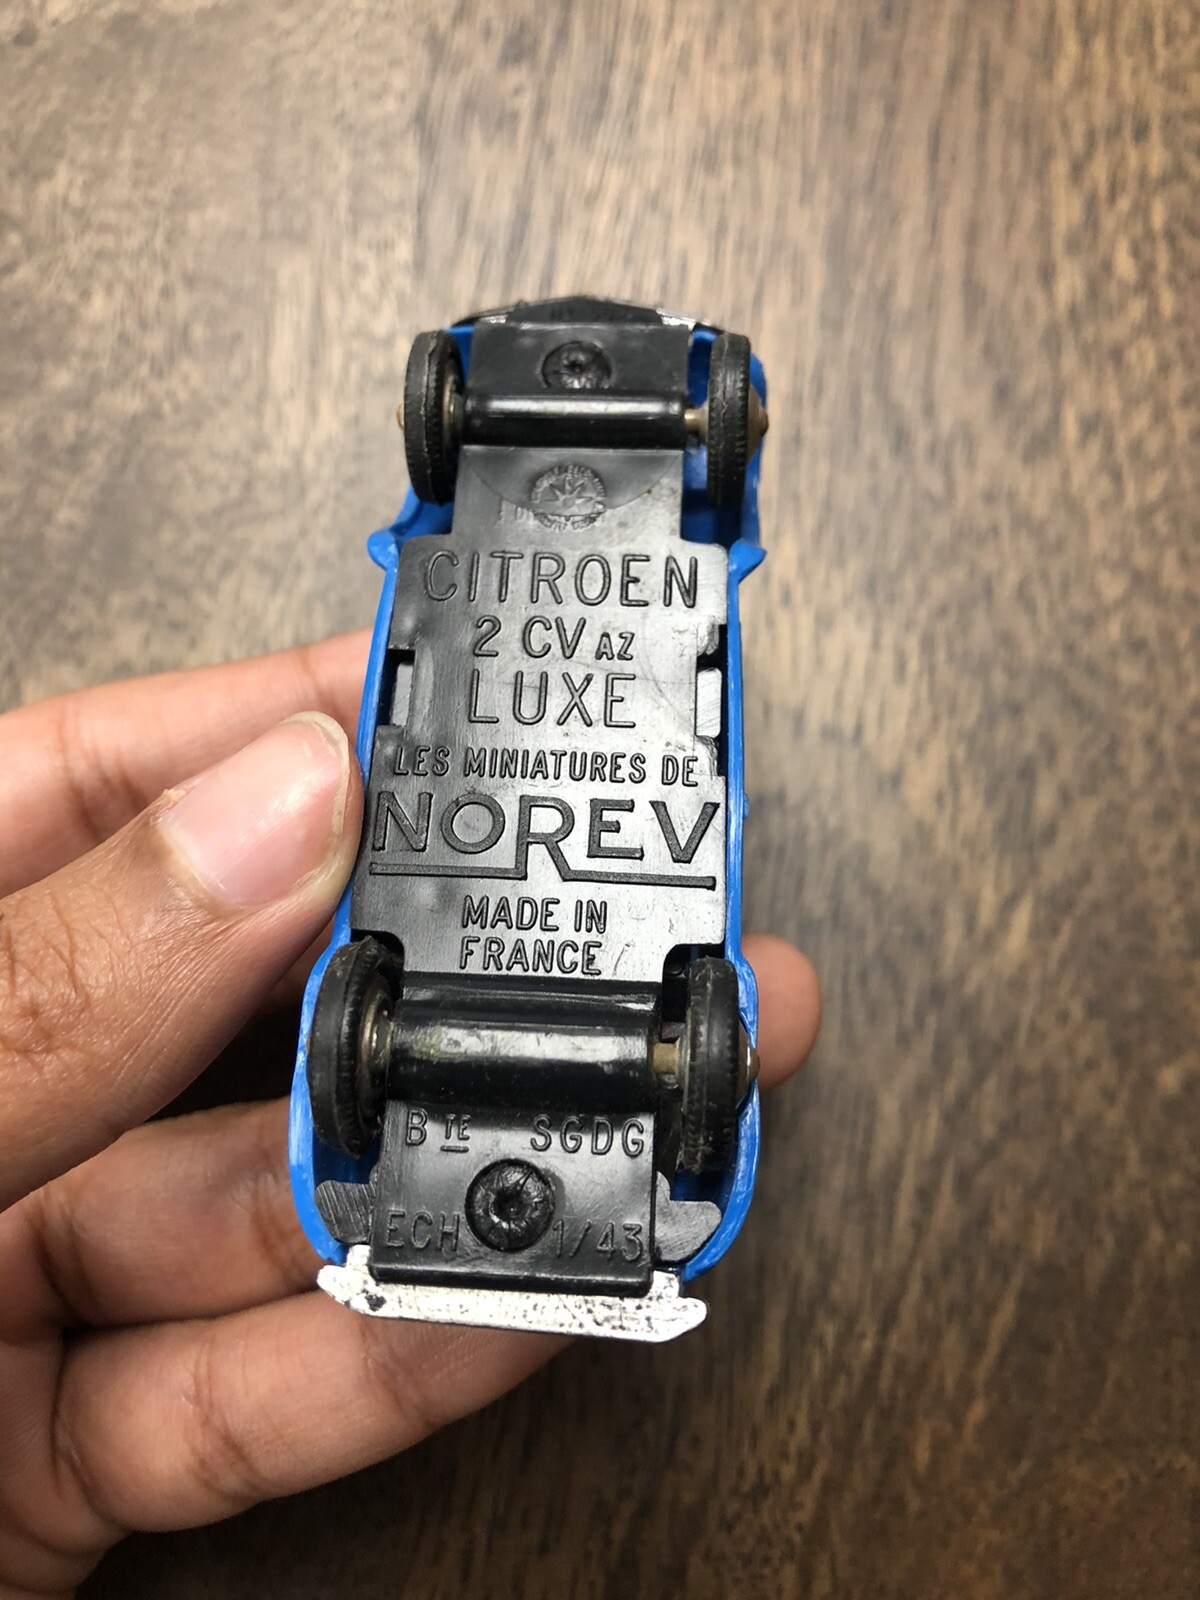 CITROEN
2 CV AZ
LUXE
LES MINIATURES DE
NOREV
MADE IN
FRANCE
BTE SGDG
ECH 1/43